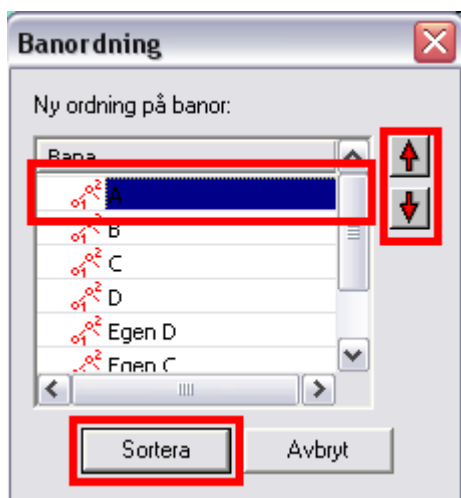 Banordning
Ny ordning på banor:
Bana
A
B
C
D
Egen D
Egen C
Sortera
Avbryt